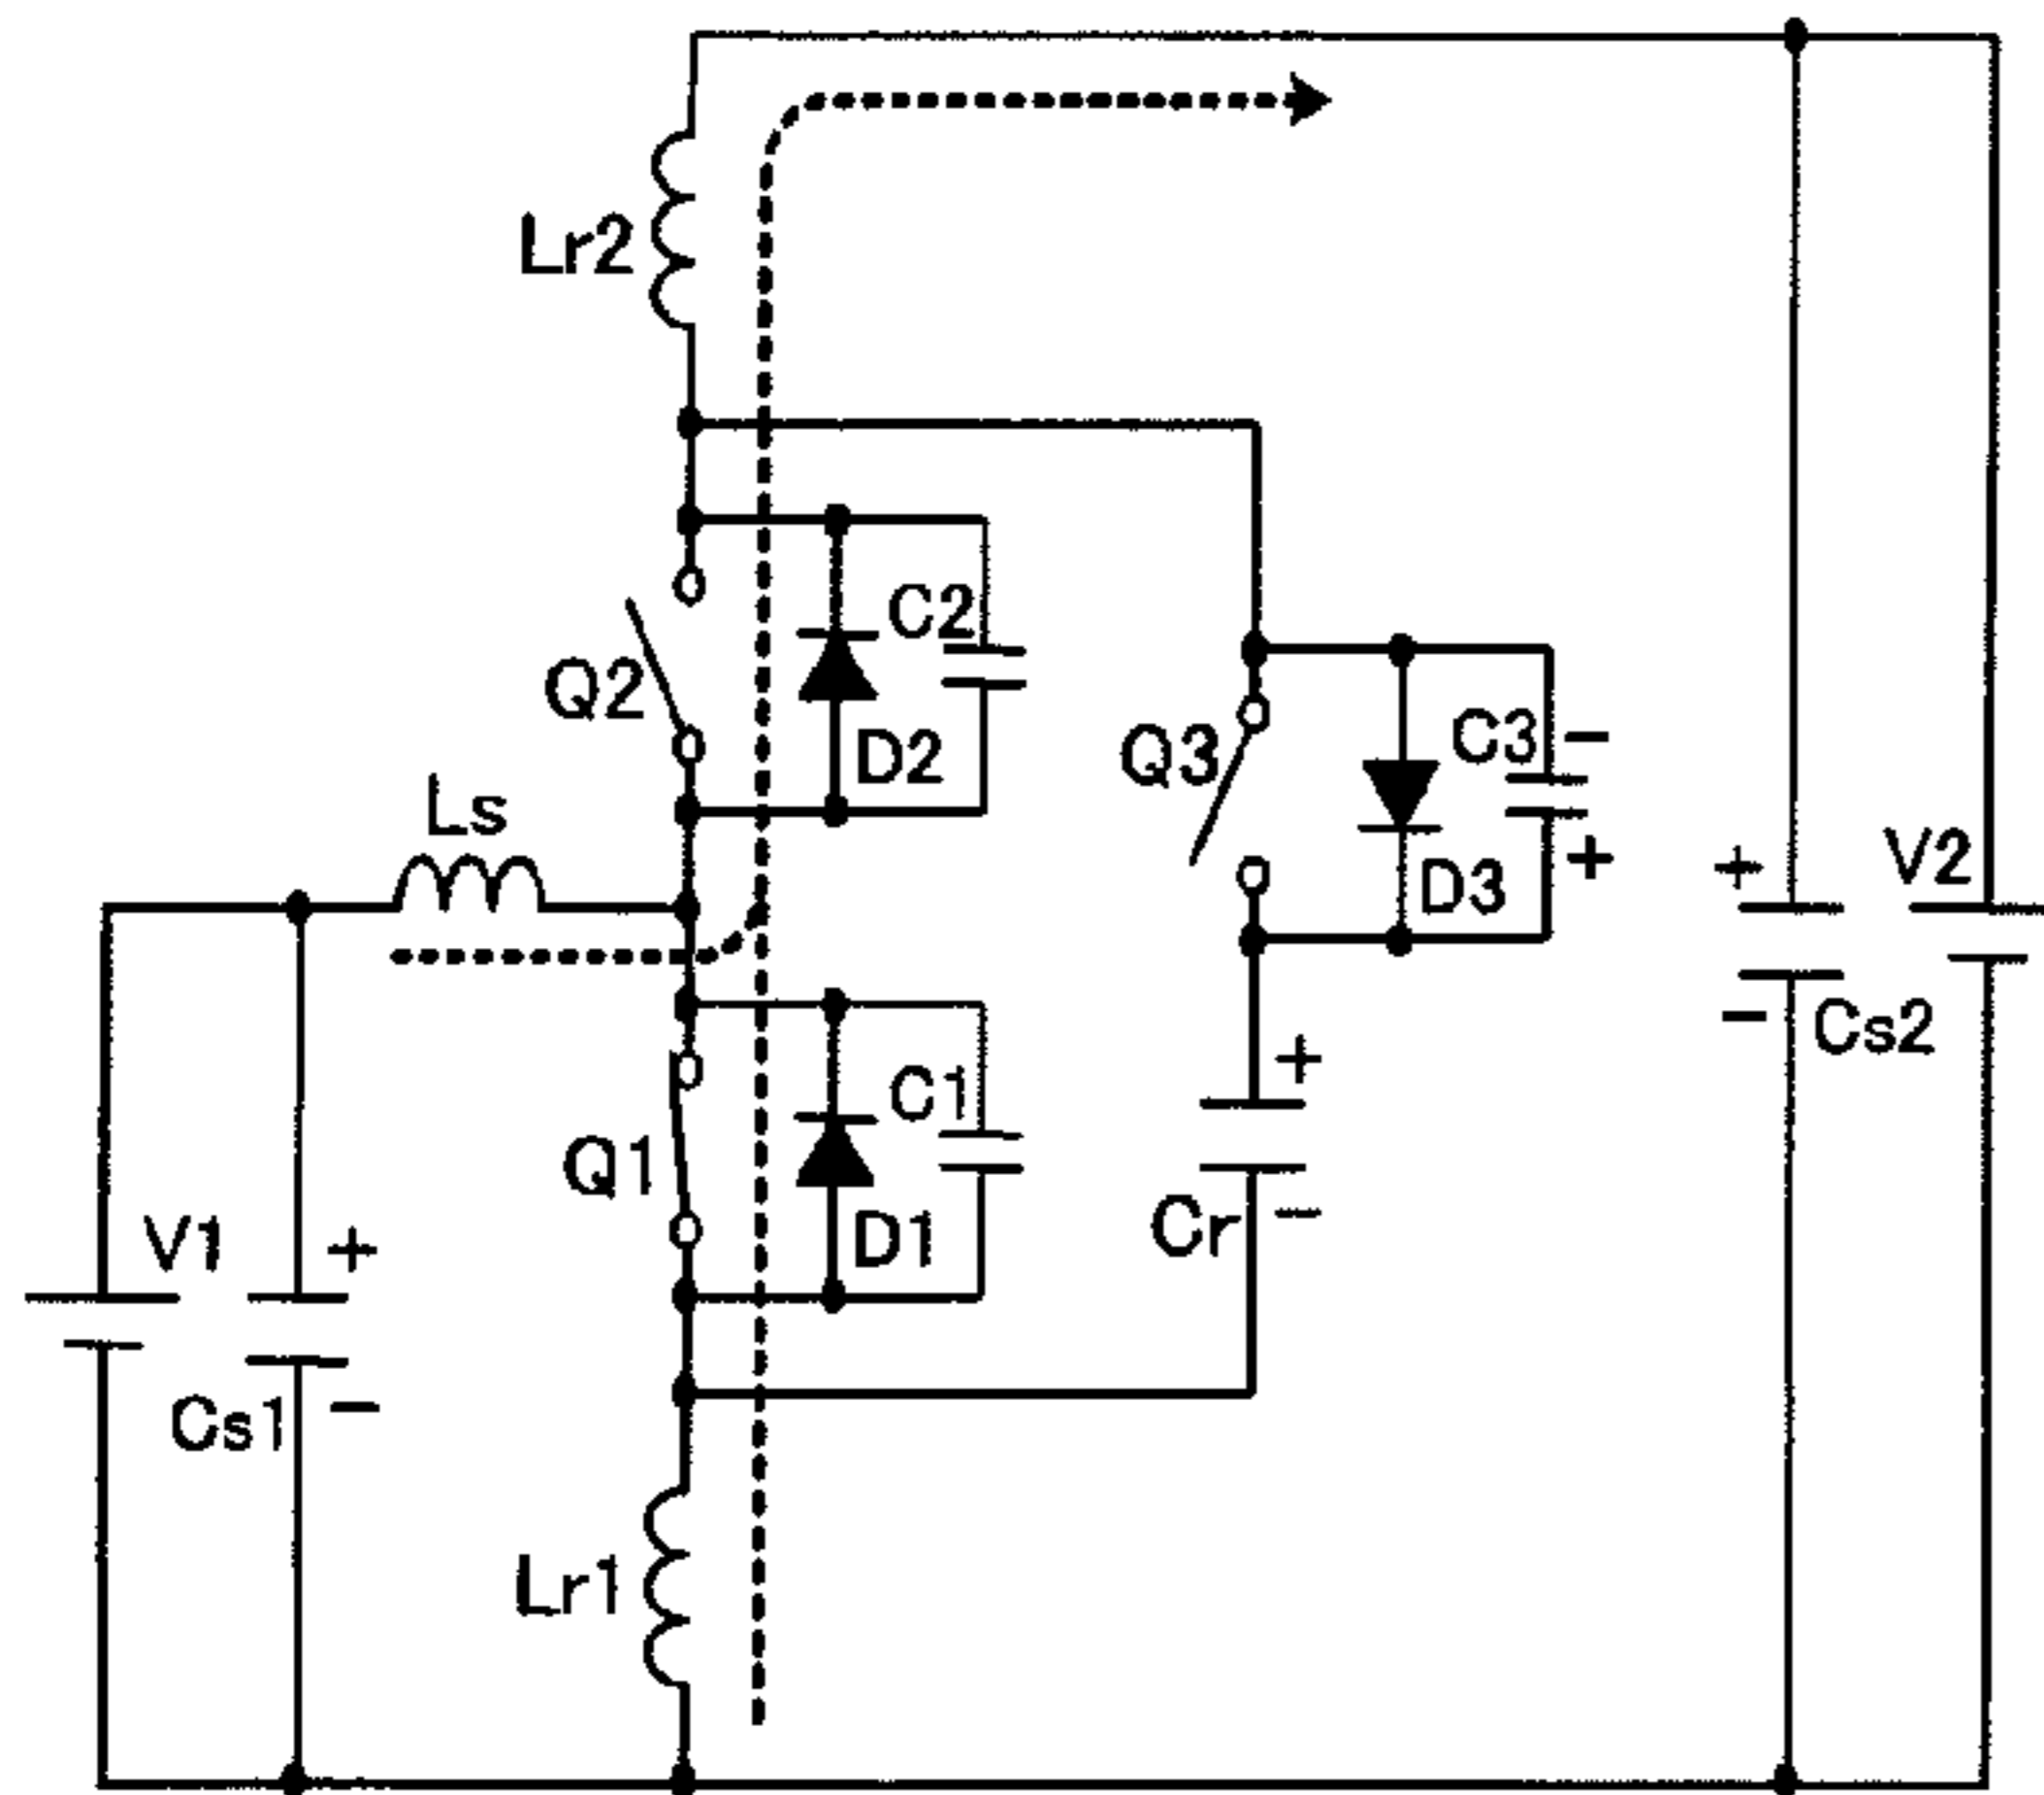 Lr2
C2
Q2
D2
C3 -
Q3
Ls
D3
+
+
V2
-
Cs2
C1
+
Q1
D1
Cr -
V1
+
Cs1
-
Lr1